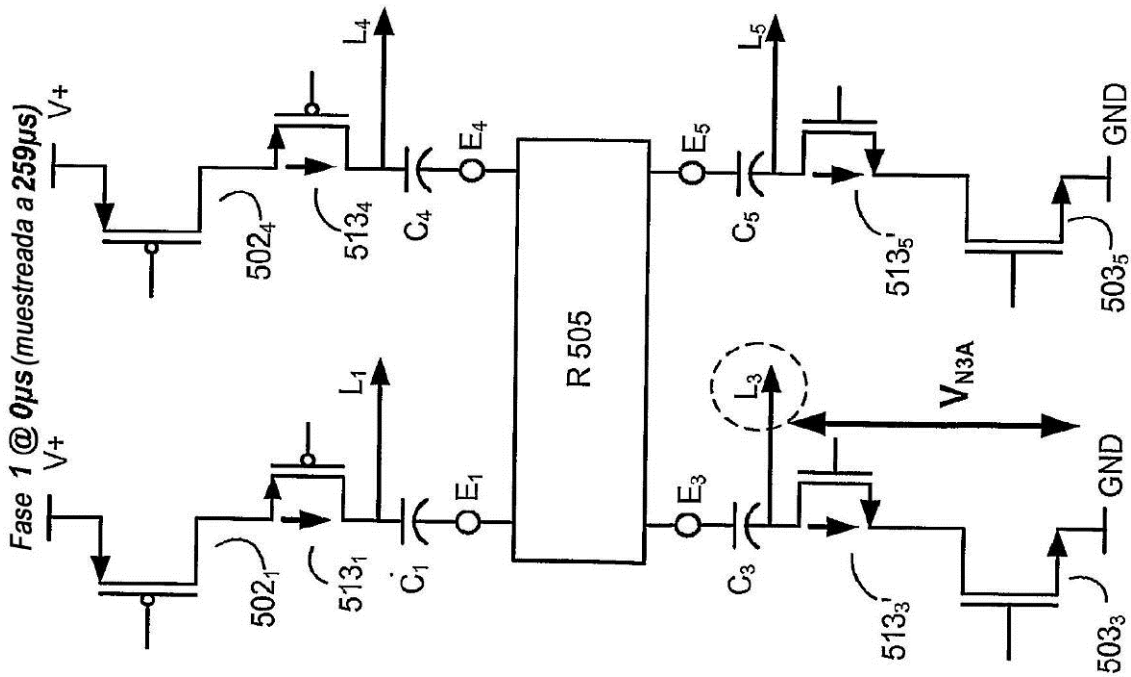 Fase 1 @ 0µs (muestreada a 259µs)
V+ V+
502₁ 502₄
513₁ 513₄
L₁ L₄
C₁ C₄
E₁ E₄
R 505
E₃ E₅
C₃ C₅
L₃ L₅
V_N3A
513₃' 513₅'
503₃ 503₅
GND GND